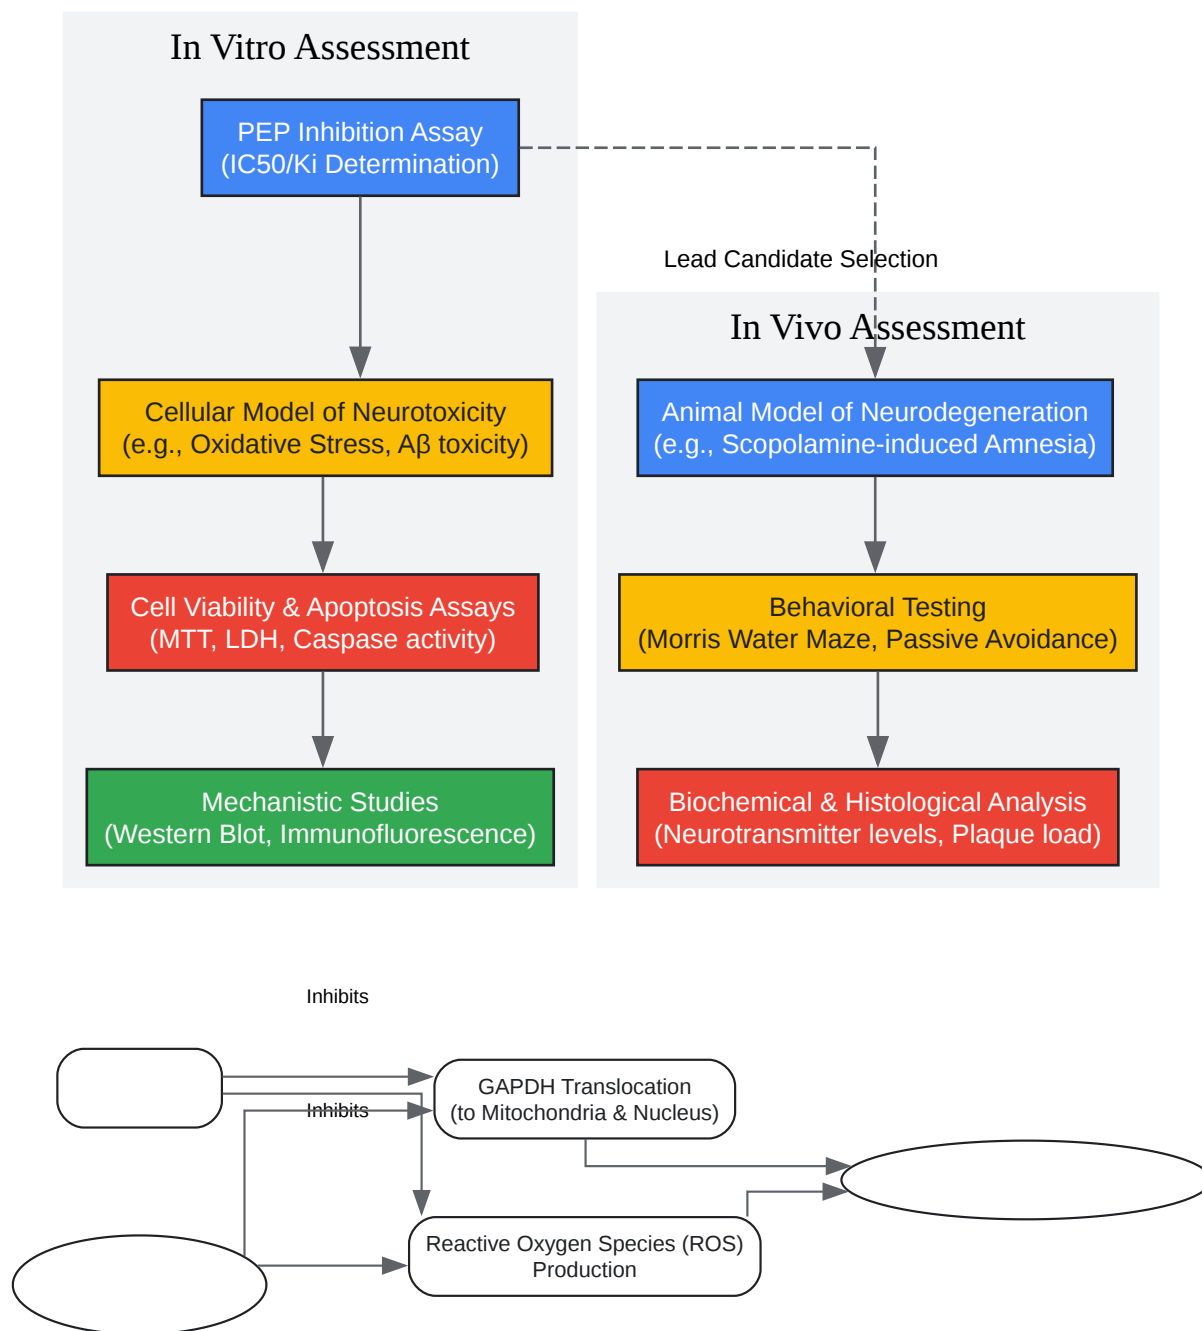 In Vitro Assessment
PEP Inhibition Assay
(IC50/Ki Determination)
Lead Candidate Selection
In Vivo Assessment
Cellular Model of Neurotoxicity
(e.g., Oxidative Stress, Aβ toxicity)
Animal Model of Neurodegeneration
(e.g., Scopolamine-induced Amnesia)
Cell Viability & Apoptosis Assays
(MTT, LDH, Caspase activity)
Behavioral Testing
(Morris Water Maze, Passive Avoidance)
Mechanistic Studies
(Western Blot, Immunofluorescence)
Biochemical & Histological Analysis
(Neurotransmitter levels, Plaque load)
Inhibits
GAPDH Translocation
(to Mitochondria & Nucleus)
Inhibits
Reactive Oxygen Species (ROS)
Production